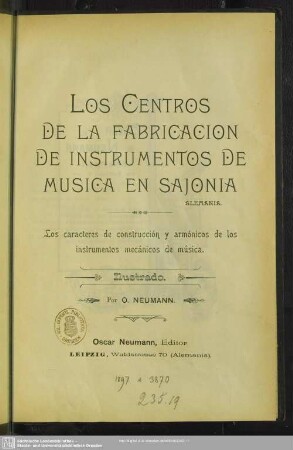 LOS CENTROS
DE LA FABRICACION
DE INSTRUMENTOS DE
MUSICA EN SAJONIA
ALEMANIA.
Los caracteres de construcción y armónicos de los
instrumentos mecánicos de música.
Ilustrado.
Por O. NEUMANN.
Oscar Neumann, Editor
LEIPZIG, 70 (Alemania)
1897 3870
235.19